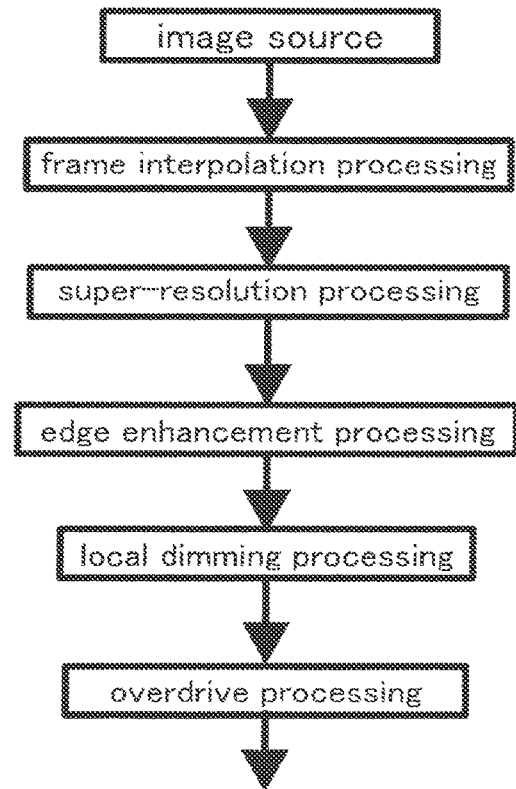 image source
frame interpolation processing
super-resolution processing
edge enhancement processing
local dimming processing
overdrive processing